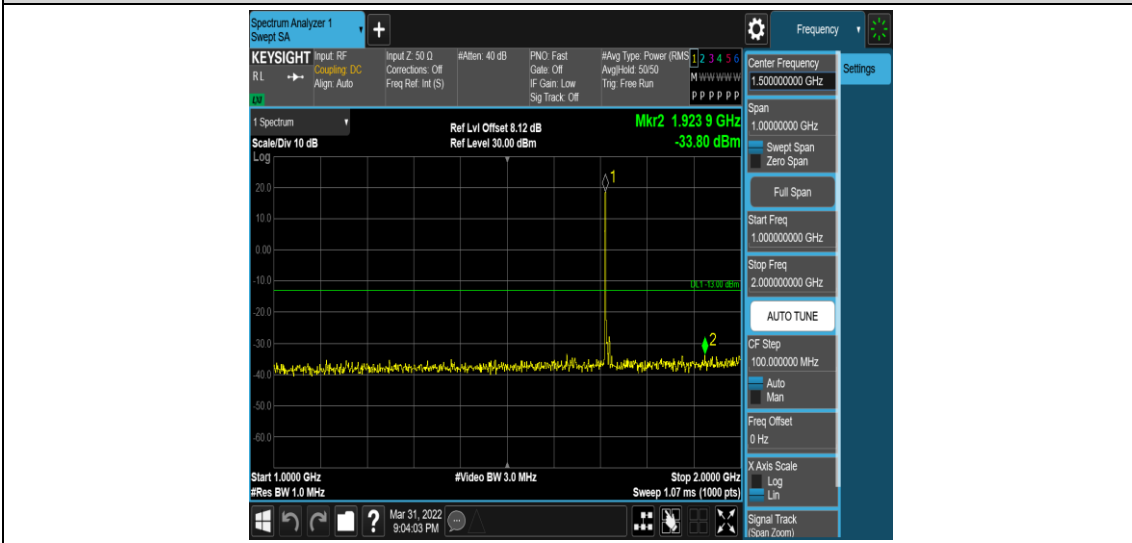 Spectrum Analyzer 1
Swept SA
+
Frequency
KEYSIGHT
RL
LXI
Input: RF
Coupling: DC
Align: Auto
Input Z: 50 Ω
Corrections: Off
Freq Ref: Int (S)
#Atten: 40 dB
PNO: Fast
Gate: Off
IF Gain: Low
Sig Track: Off
#Avg Type: Power (RMS
Avg|Hold: 50/50
Trig: Free Run
1 2 3 4 5 6
M W W W W W
P P P P P P
Center Frequency
1.500000000 GHz
Settings
Span
1.00000000 GHz
Swept Span
Zero Span
Full Span
Start Freq
1.000000000 GHz
Stop Freq
2.000000000 GHz
AUTO TUNE
CF Step
100.000000 MHz
Auto
Man
Freq Offset
0 Hz
X Axis Scale
Log
Lin
Signal Track
(Span Zoom)
1 Spectrum
Scale/Div 10 dB
Log
Ref Lvl Offset 8.12 dB
Ref Level 30.00 dBm
Mkr2 1.923 9 GHz
-33.80 dBm
1
20.0
10.0
0.00
-10.0
DL1 -13.00 dBm
-20.0
-30.0
2
-40.0
-50.0
-60.0
Start 1.0000 GHz
#Video BW 3.0 MHz
Stop 2.0000 GHz
#Res BW 1.0 MHz
Sweep 1.07 ms (1000 pts)
?
Mar 31, 2022
9:04:03 PM